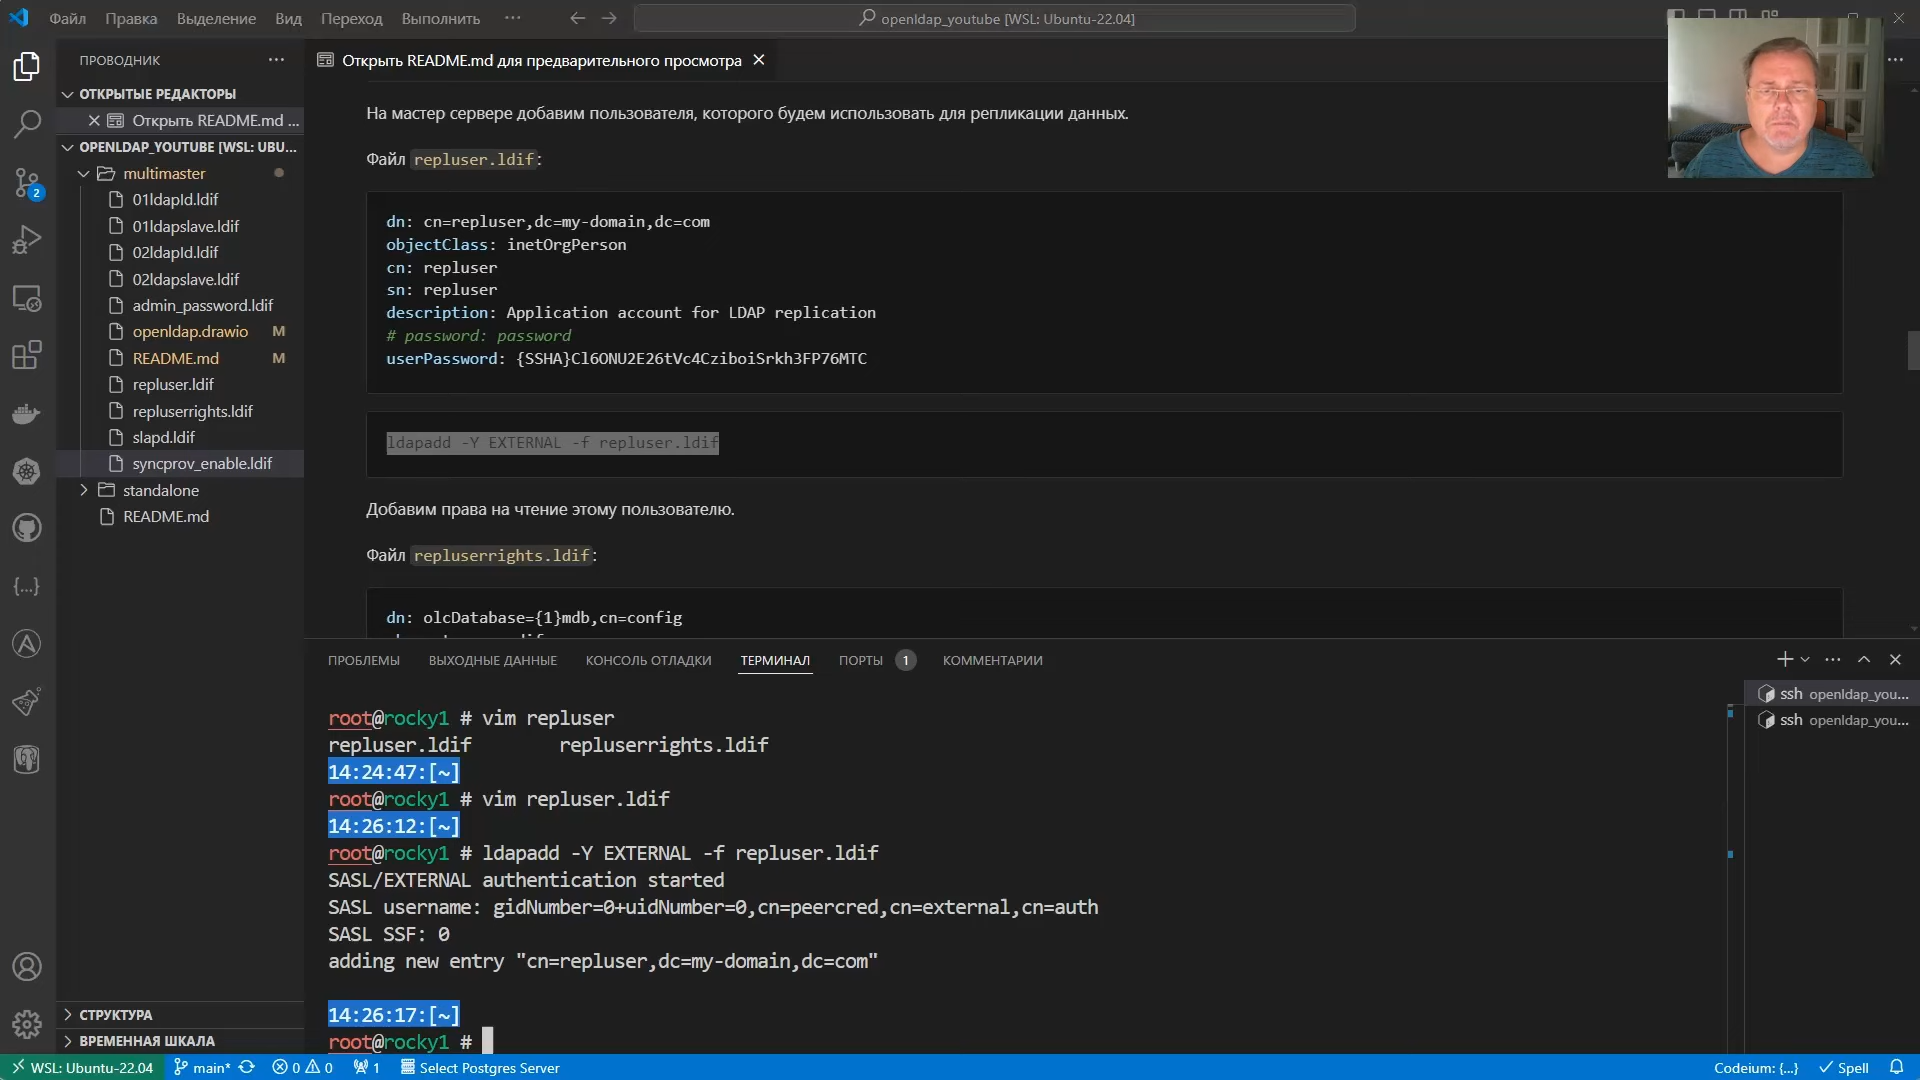 Файл Правка Выделение Вид Переход Выполнить ···
openldap_youtube [WSL: Ubuntu-22.04]
ПРОВОДНИК
ОТКРЫТЫЕ РЕДАКТОРЫ
Открыть README.md ...
OPENLDAP_YOUTUBE [WSL: UBU...
multimaster
01ldapId.ldif
01ldapslave.ldif
02ldapId.ldif
02ldapslave.ldif
admin_password.ldif
openldap.drawio M
README.md M
repluser.ldif
repluserrights.ldif
slapd.ldif
syncprov_enable.ldif
standalone
README.md
СТРУКТУРА
ВРЕМЕННАЯ ШКАЛА
2
Открыть README.md для предварительного просмотра
На мастер сервере добавим пользователя, которого будем использовать для репликации данных.
Файл repluser.ldif:
dn: cn=repluser,dc=my-domain,dc=com
objectClass: inetOrgPerson
cn: repluser
sn: repluser
description: Application account for LDAP replication
# password: password
userPassword: {SSHA}Cl6ONU2E26tVc4CziboiSrkh3FP76MTC
ldapadd -Y EXTERNAL -f repluser.ldif
Добавим права на чтение этому пользователю.
Файл repluserrights.ldif:
dn: olcDatabase={1}mdb,cn=config
ПРОБЛЕМЫ ВЫХОДНЫЕ ДАННЫЕ КОНСОЛЬ ОТЛАДКИ ТЕРМИНАЛ ПОРТЫ 1 КОММЕНТАРИИ
root@rocky1 # vim repluser
repluser.ldif repluserrights.ldif
14:24:47:[~]
root@rocky1 # vim repluser.ldif
14:26:12:[~]
root@rocky1 # ldapadd -Y EXTERNAL -f repluser.ldif
SASL/EXTERNAL authentication started
SASL username: gidNumber=0+uidNumber=0,cn=peercred,cn=external,cn=auth
SASL SSF: 0
adding new entry "cn=repluser,dc=my-domain,dc=com"
14:26:17:[~]
root@rocky1 #
ssh openldap_you...
ssh openldap_you...
WSL: Ubuntu-22.04 main* 0 0 1 Select Postgres Server Codeium: {...} Spell